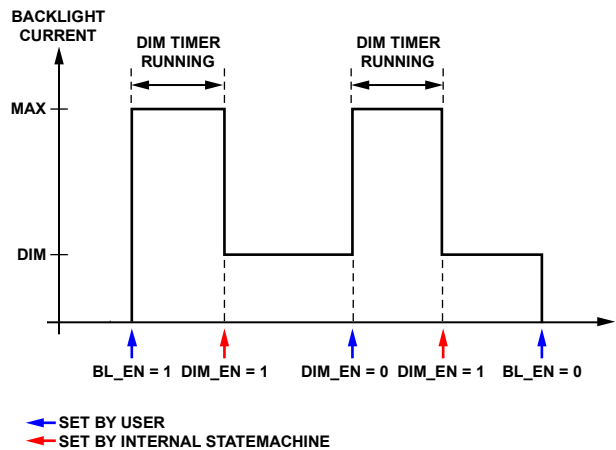 BACKLIGHT
CURRENT
DIM TIMER
RUNNING
DIM TIMER
RUNNING
MAX
DIM
BL_EN = 1
DIM_EN = 1
DIM_EN = 0
DIM_EN = 1
BL_EN = 0
SET BY USER
SET BY INTERNAL STATEMACHINE